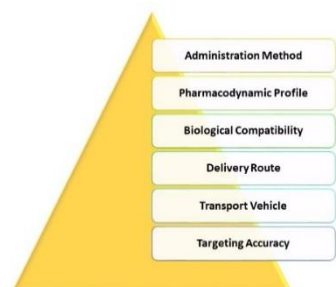 Administration Method
Pharmacodynamic Profile
Biological Compatibility
Delivery Route
Transport Vehicle
Targeting Accuracy